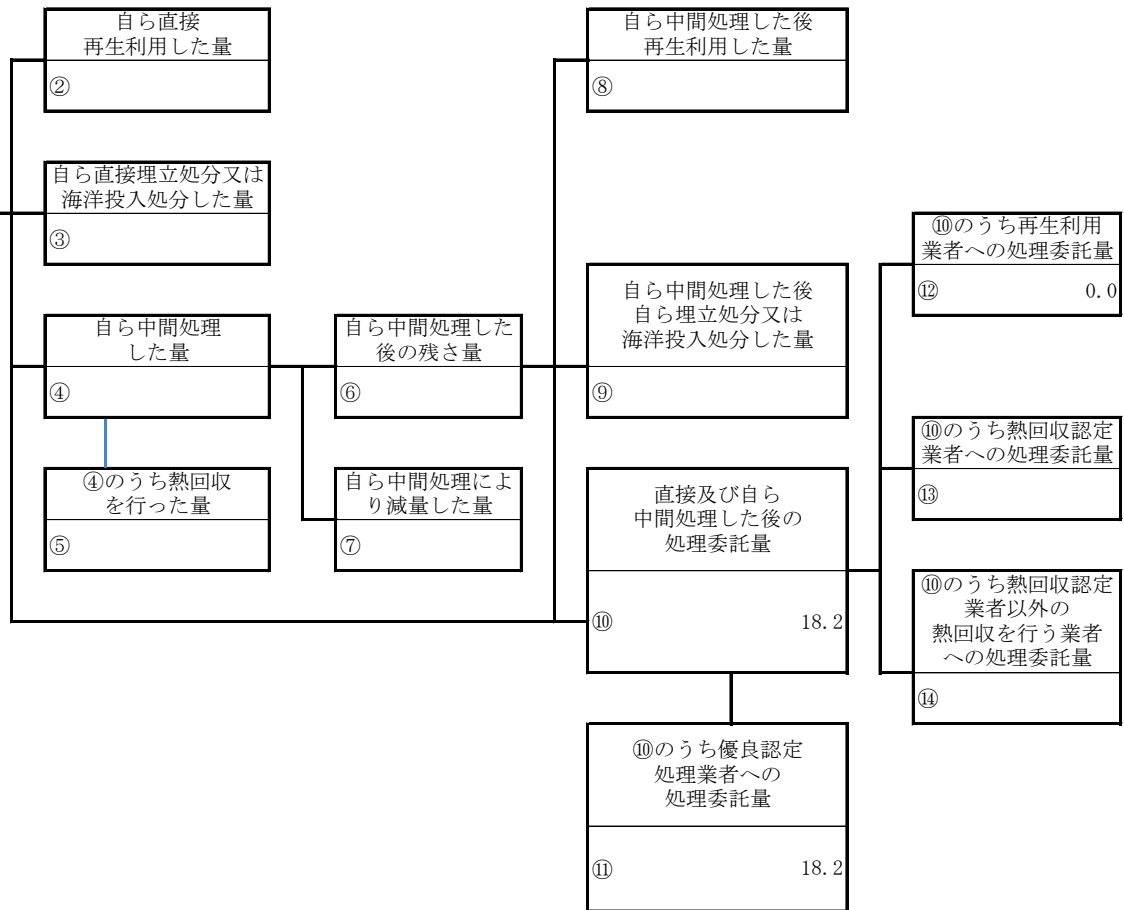 自ら直接
再生利用した量
②
自ら中間処理した後
再生利用した量
⑧
自ら直接埋立処分又は
海洋投入処分した量
③
⑩のうち再生利用
業者への処理委託量
⑫ 0.0
自ら中間処理した後
自ら埋立処分又は
海洋投入処分した量
⑨
自ら中間処理
した量
④
自ら中間処理した
後の残さ量
⑥
⑩のうち熱回収認定
業者への処理委託量
⑬
④のうち熱回収
を行った量
⑤
自ら中間処理によ
り減量した量
⑦
直接及び自ら
中間処理した後の
処理委託量
⑩ 18.2
⑩のうち熱回収認定
業者以外の
熱回収を行う業者
への処理委託量
⑭
⑩のうち優良認定
処理業者への
処理委託量
⑪ 18.2